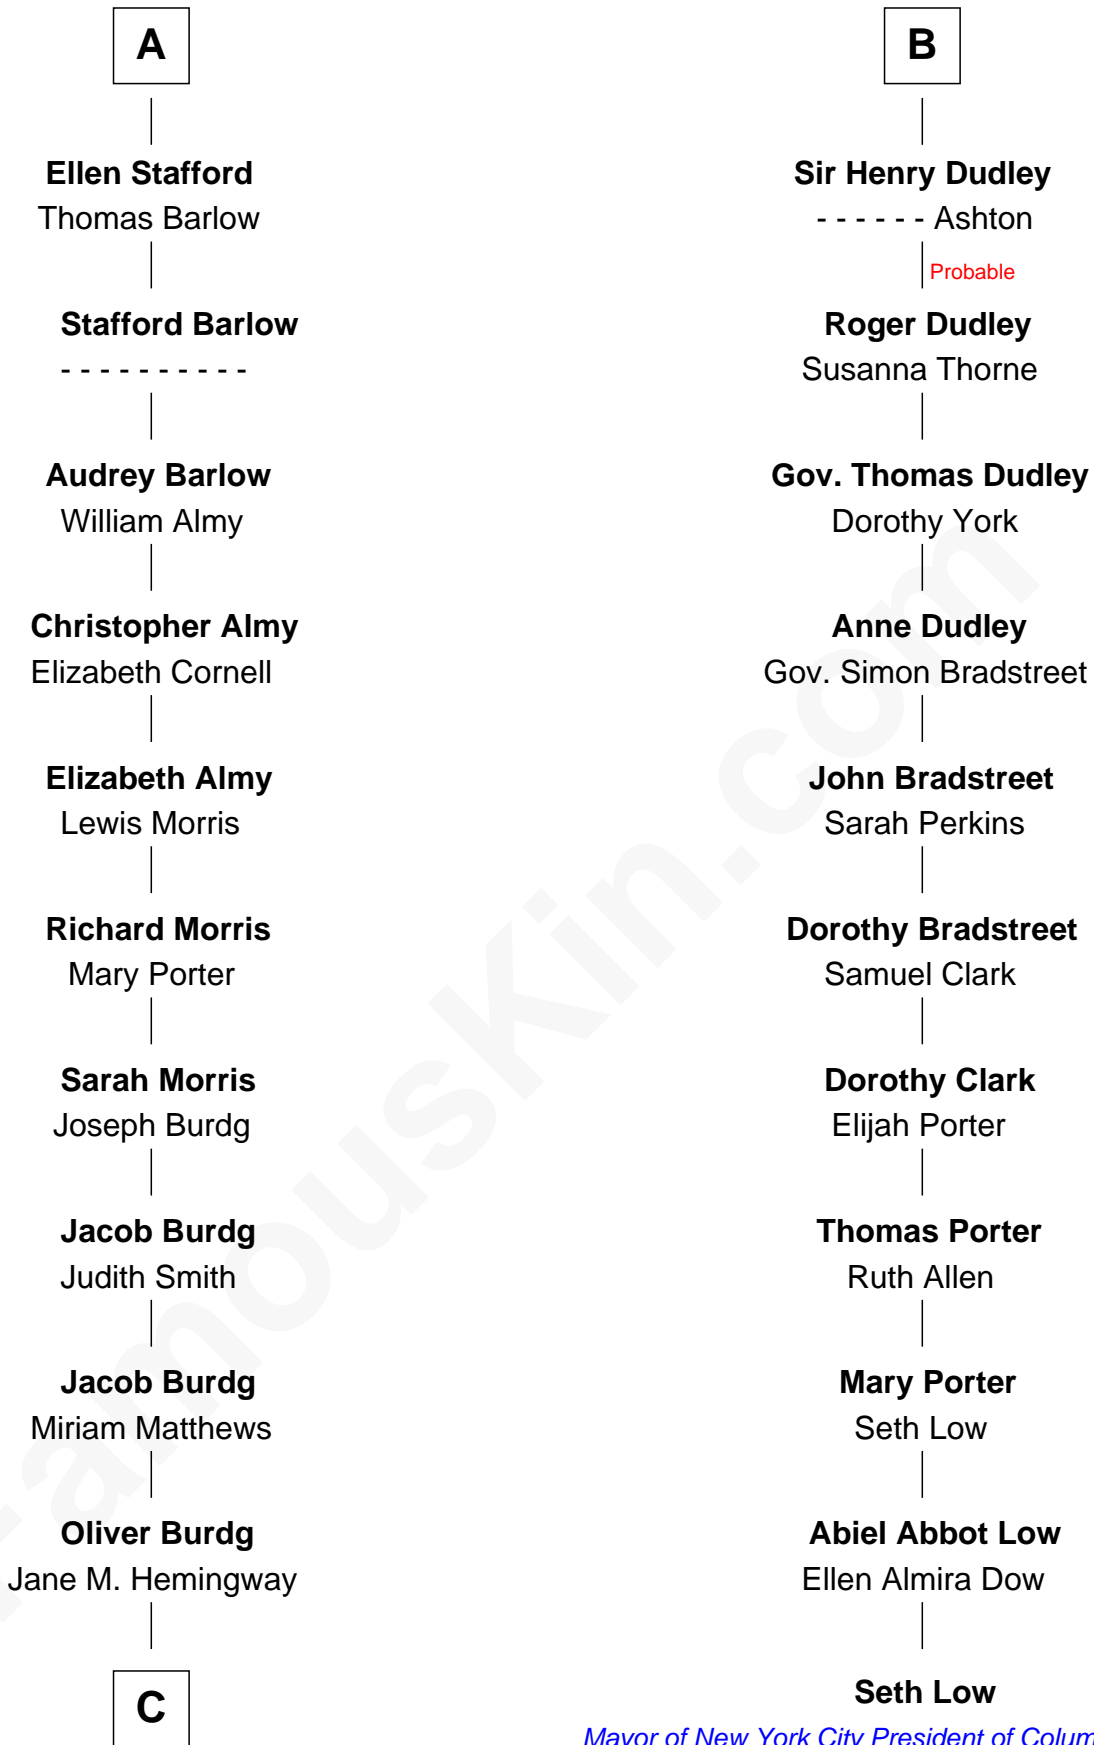 A
Ellen Stafford
Thomas Barlow
Stafford Barlow
- - - - - - - - - -
Audrey Barlow
William Almy
Christopher Almy
Elizabeth Cornell
Elizabeth Almy
Lewis Morris
Richard Morris
Mary Porter
Sarah Morris
Joseph Burdg
Jacob Burdg
Judith Smith
Jacob Burdg
Miriam Matthews
Oliver Burdg
Jane M. Hemingway
C
B
Sir Henry Dudley
- - - - - - Ashton
Probable
Roger Dudley
Susanna Thorne
Gov. Thomas Dudley
Dorothy York
Anne Dudley
Gov. Simon Bradstreet
John Bradstreet
Sarah Perkins
Dorothy Bradstreet
Samuel Clark
Dorothy Clark
Elijah Porter
Thomas Porter
Ruth Allen
Mary Porter
Seth Low
Abiel Abbot Low
Ellen Almira Dow
Seth Low
Mayor of New York City President of Colum
FamousKin.com